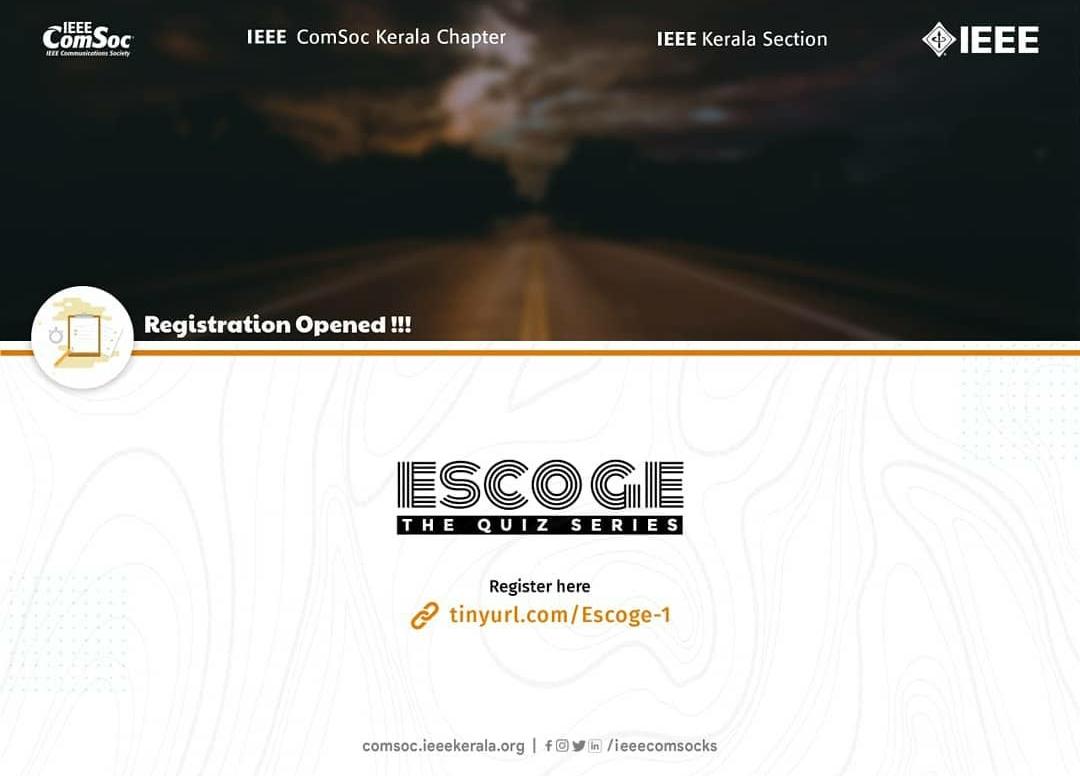 IEEE
ComSoc
IEEE Communications Society
IEEE ComSoc Kerala Chapter
IEEE Kerala Section
IEEE
Registration Opened !!!
ESCOGE
THE QUIZ SERIES
Register here
tinyurl.com/Escoge-1
comsoc.ieeekerala.org | /ieeecomsocks